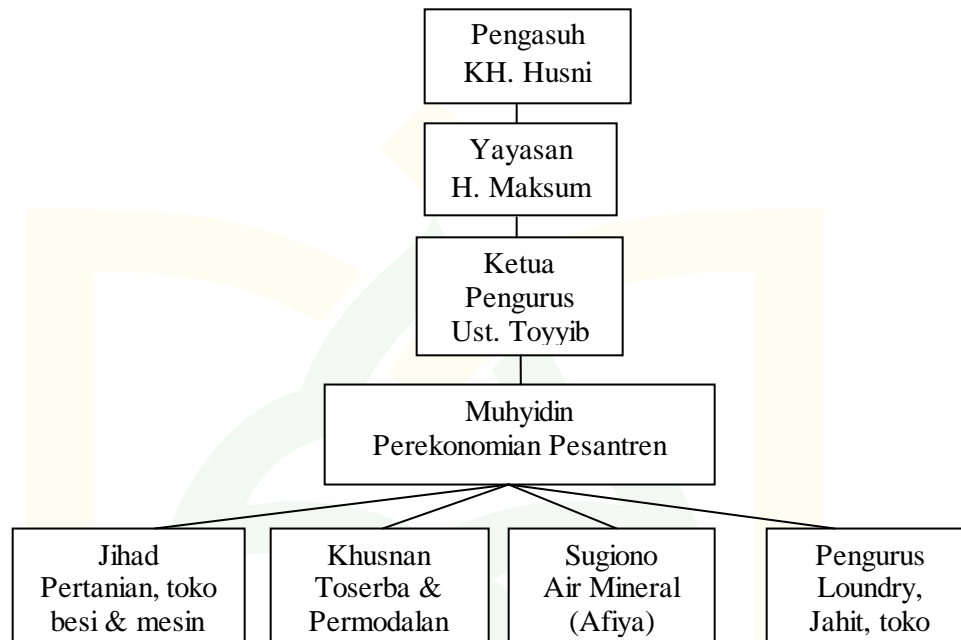 Pengasuh
KH. Husni
Yayasan
H. Maksum
Ketua
Pengurus
Ust. Toyyib
Muhyidin
Perekonomian Pesantren
Jihad
Pertanian, toko
besi & mesin
Khusnan
Toserba &
Permodalan
Sugiono
Air Mineral
(Afiya)
Pengurus
Loundry,
Jahit, toko